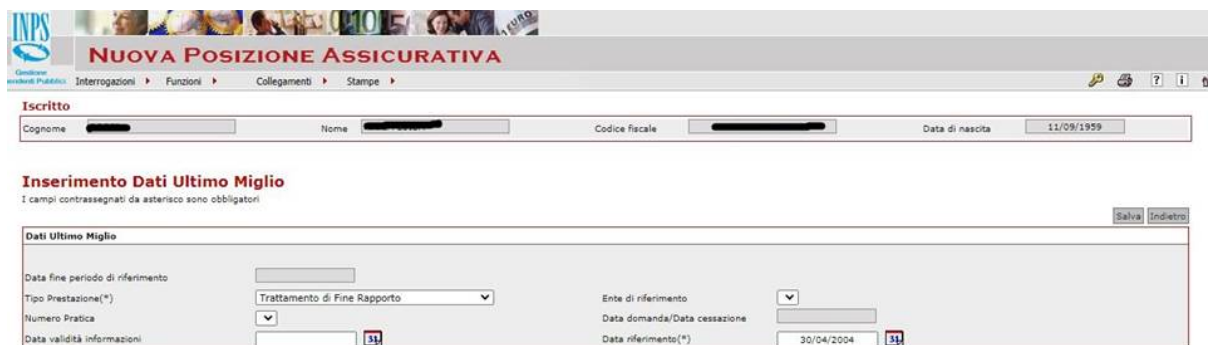 INPS
Gestione
Dipendenti Pubblici
NUOVA POSIZIONE ASSICURATIVA
Interrogazioni Funzioni Collegamenti Stampe
Iscritto
Cognome Nome Codice fiscale Data di nascita 11/09/1959
Inserimento Dati Ultimo Miglio
I campi contrassegnati da asterisco sono obbligatori
Salva Indietro
Dati Ultimo Miglio
Data fine periodo di riferimento
Tipo Prestazione(*) Trattamento di Fine Rapporto Ente di riferimento
Numero Pratica Data domanda/Data cessazione
Data validità informazioni 31 Data riferimento(*) 30/04/2004 31